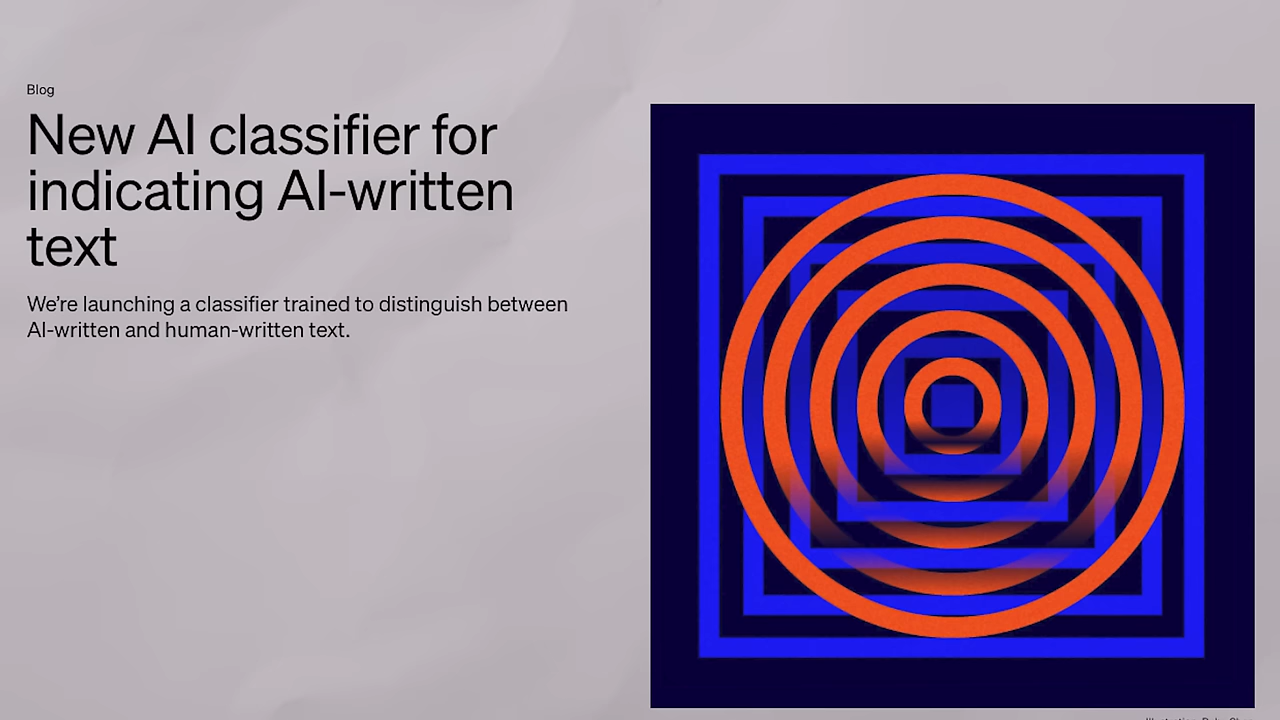 Blog
New AI classifier for
indicating AI-written
text
We're launching a classifier trained to distinguish between
AI-written and human-written text.